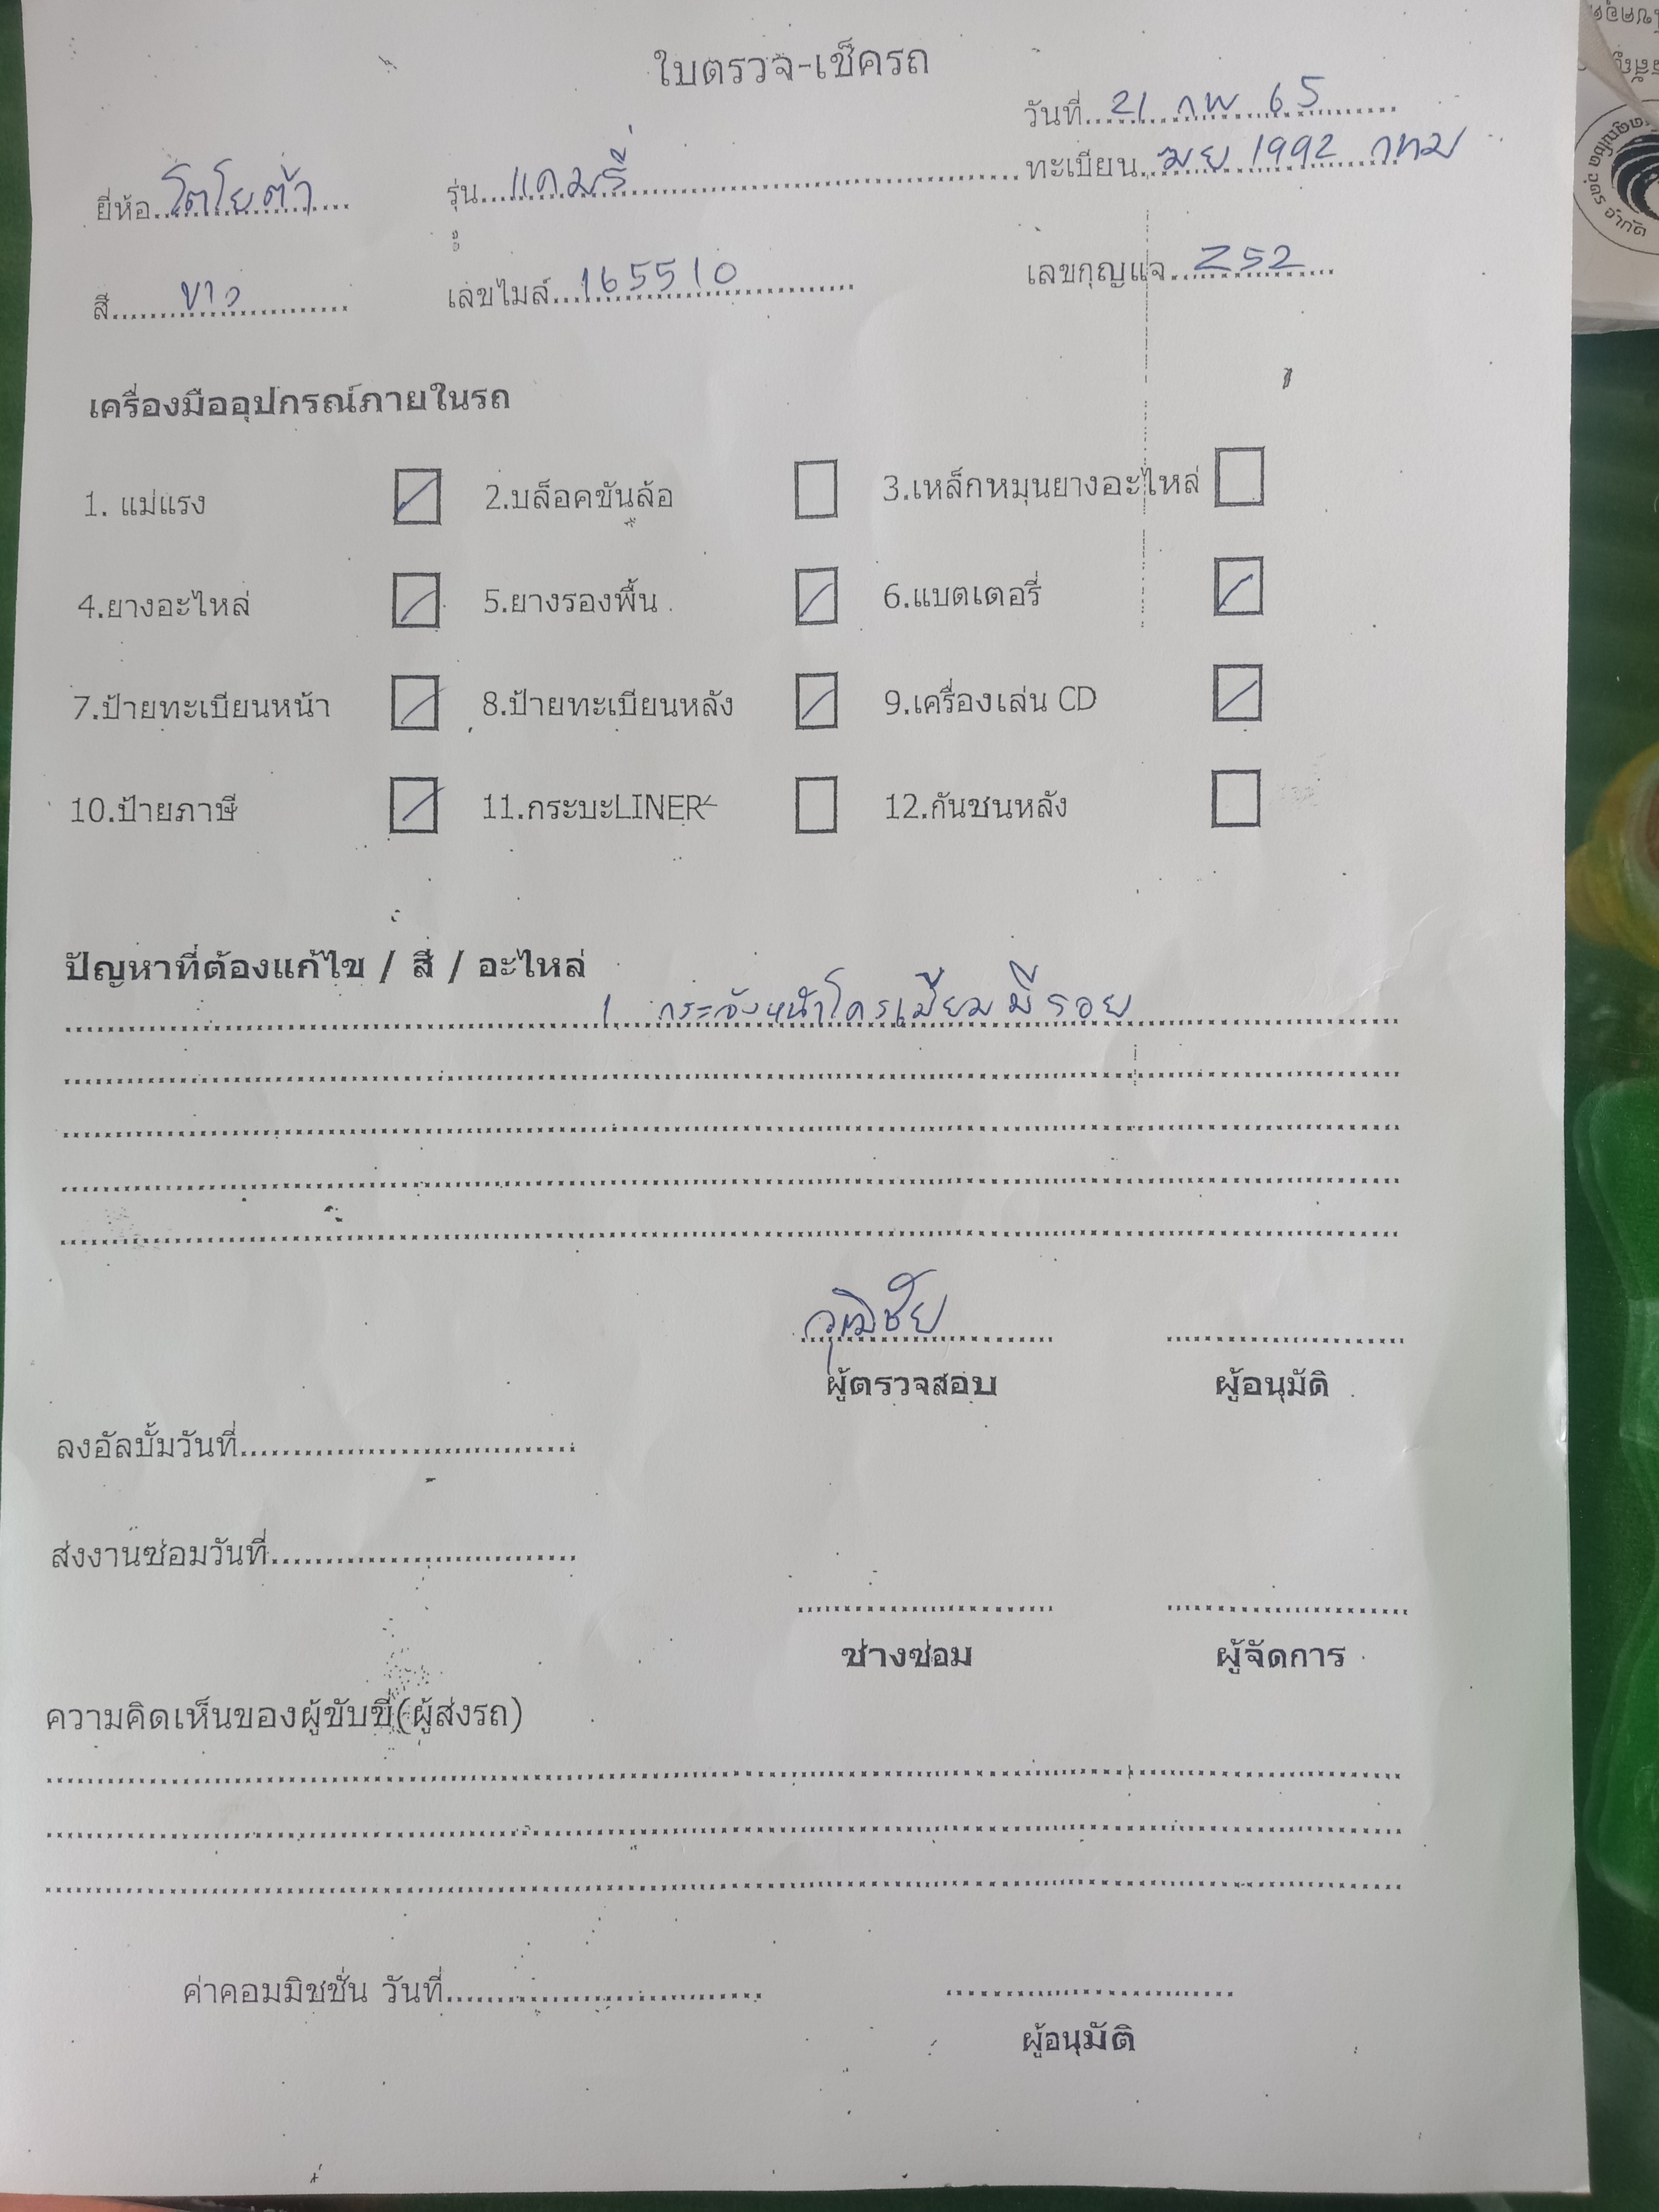 ใบตรวจ-เช็ครถ
วันที่ 21 กพ 65
ยี่ห้อ โตโยต้า รุ่น แคมรี่ ทะเบียน ฆย 1992 กทม
สี ขาว เลขไมล์ 165510 เลขกุญแจ 252
เครื่องมืออุปกรณ์ภายในรถ
1. แม่แรง 2.บล็อคขันล้อ 3.เหล็กหมุนยางอะไหล่
4.ยางอะไหล่ 5.ยางรองพื้น 6.แบตเตอรี่
7.ป้ายทะเบียนหน้า 8.ป้ายทะเบียนหลัง 9.เครื่องเล่น CD
10.ป้ายภาษี 11.กระบะLINER 12.กันชนหลัง
ปัญหาที่ต้องแก้ไข / สี / อะไหล่
1. กระจังหน้าโครเมียมมีรอย
วุฒิชัย
ผู้ตรวจสอบ ผู้อนุมัติ
ลงอัลบั้มวันที่
ส่งงานซ่อมวันที่
ช่างซ่อม ผู้จัดการ
ความคิดเห็นของผู้ขับขี่(ผู้ส่งรถ)
ค่าคอมมิชชั่น วันที่
ผู้อนุมัติ